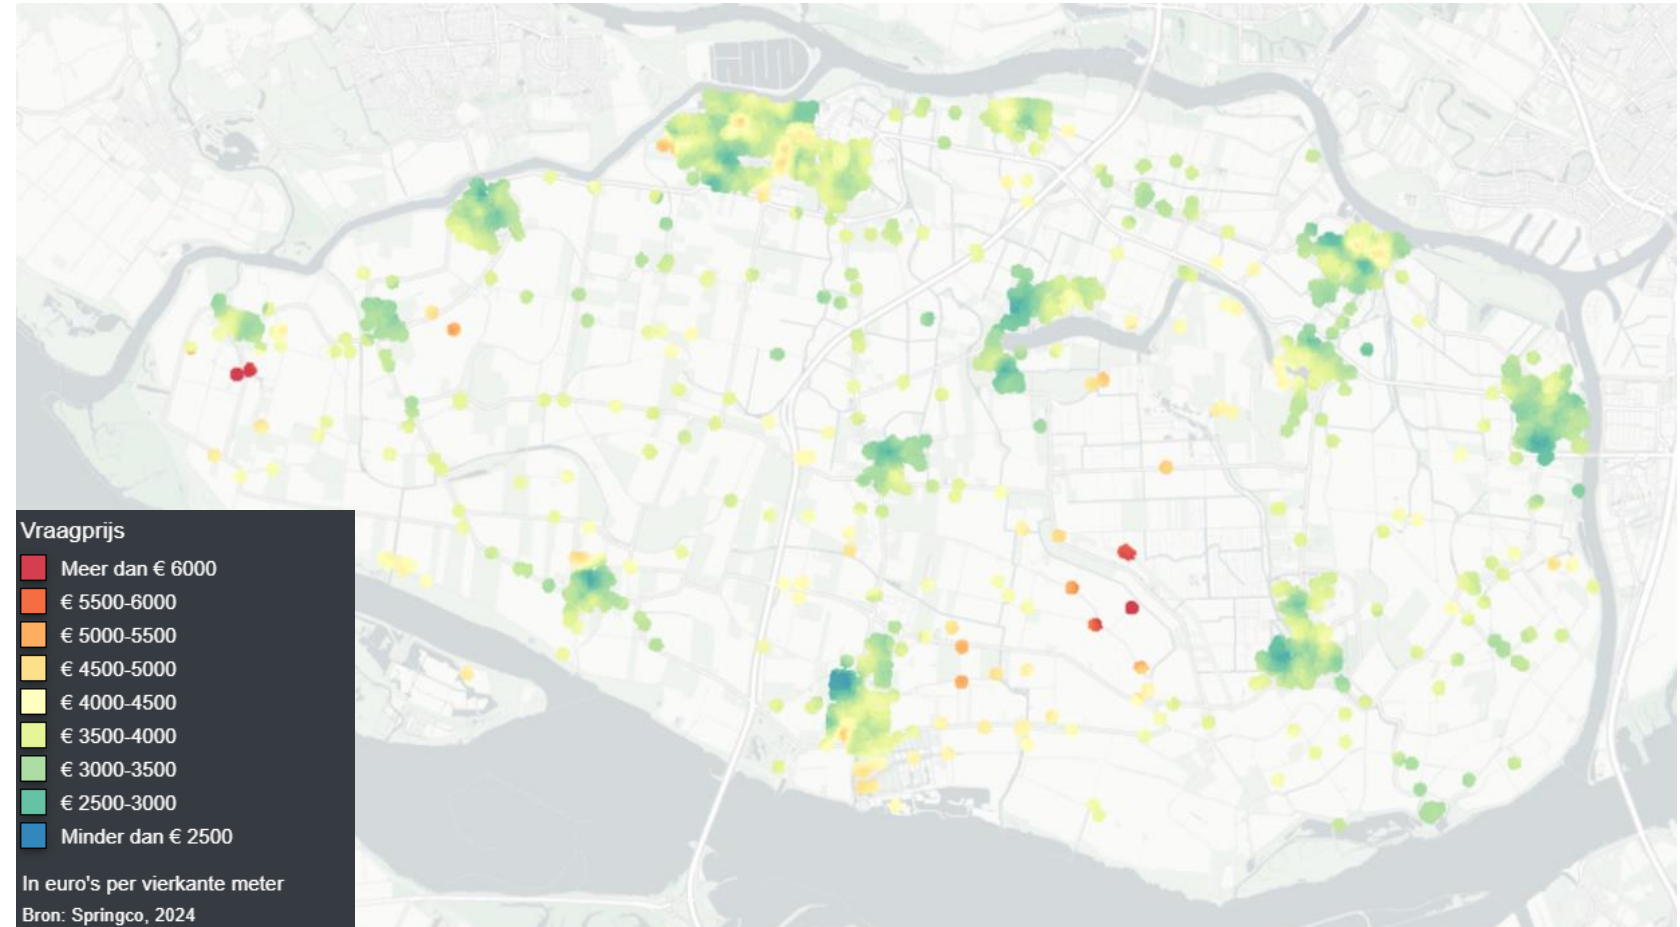 Vraagprijs
Meer dan € 6000
€ 5500-6000
€ 5000-5500
€ 4500-5000
€ 4000-4500
€ 3500-4000
€ 3000-3500
€ 2500-3000
Minder dan € 2500
In euro's per vierkante meter
Bron: Springco, 2024